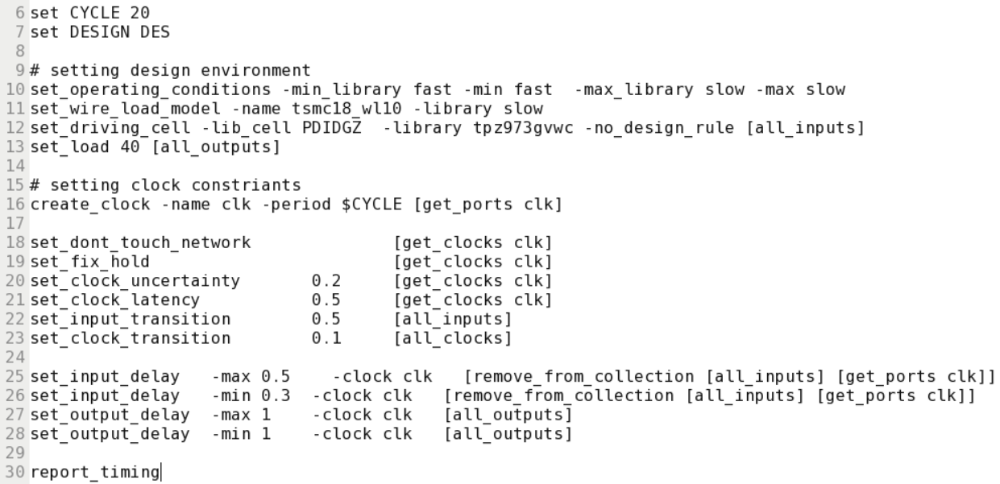 6 set CYCLE 20
7 set DESIGN DES
8
9 # setting design environment
10 set_operating_conditions -min_library fast -min fast  -max_library slow -max slow
11 set_wire_load_model -name tsmc18_wl10 -library slow
12 set_driving_cell -lib_cell PDIDGZ  -library tpz973gvwc -no_design_rule [all_inputs]
13 set_load 40 [all_outputs]
14
15 # setting clock constriants
16 create_clock -name clk -period $CYCLE [get_ports clk]
17
18 set_dont_touch_network              [get_clocks clk]
19 set_fix_hold                        [get_clocks clk]
20 set_clock_uncertainty       0.2     [get_clocks clk]
21 set_clock_latency           0.5     [get_clocks clk]
22 set_input_transition        0.5     [all_inputs]
23 set_clock_transition        0.1     [all_clocks]
24
25 set_input_delay   -max 0.5    -clock clk   [remove_from_collection [all_inputs] [get_ports clk]]
26 set_input_delay   -min 0.3  -clock clk   [remove_from_collection [all_inputs] [get_ports clk]]
27 set_output_delay  -max 1    -clock clk   [all_outputs]
28 set_output_delay  -min 1    -clock clk   [all_outputs]
29
30 report_timing